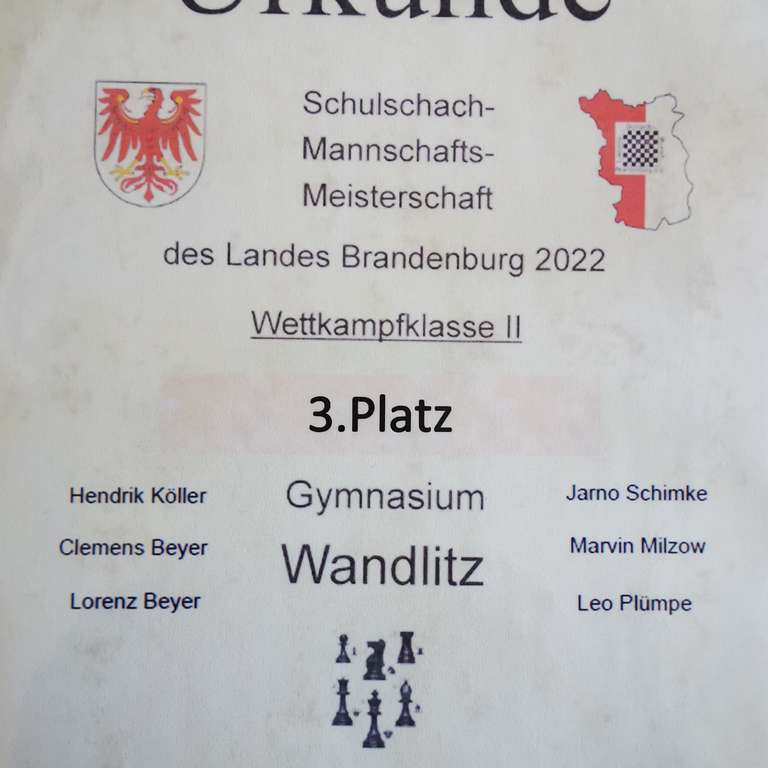 Urkunde
Schulschach-
Mannschafts-
Meisterschaft
des Landes Brandenburg 2022
Wettkampfklasse II
3.Platz
Hendrik Köller
Gymnasium
Jarno Schimke
Clemens Beyer
Wandlitz
Marvin Milzow
Lorenz Beyer
Leo Plümpe